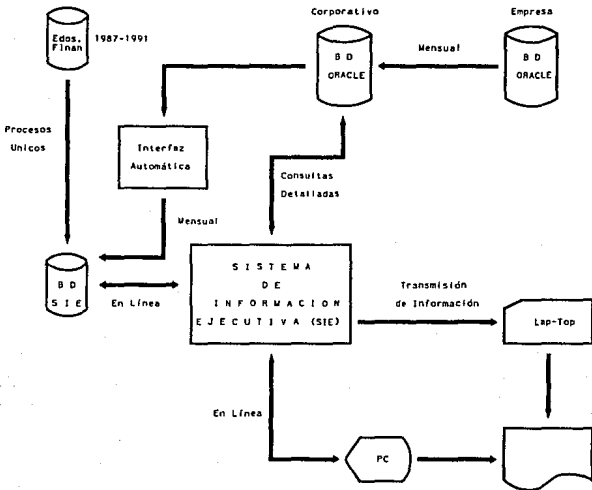 Corporativo
Empresa
Edos.
Finan
1987-1991
B D
ORACLE
Mensual
B D
ORACLE
Procesos
Unicos
Interfaz
Automática
Consultas
Detalladas
Mensual
B D
S I E
En Línea
S I S T E M A
D E
I N F O R M A C I O N
E J E C U T I V A (SIE)
Transmisión
de Información
Lap-Top
En Línea
PC